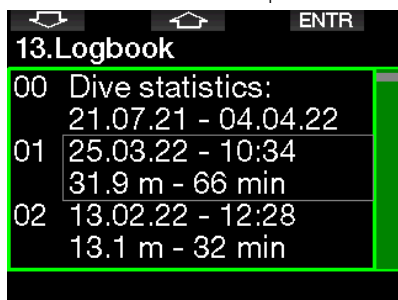 ENTR
13.Logbook
00 Dive statistics:
21.07.21 - 04.04.22
01 25.03.22 - 10:34
31.9 m - 66 min
02 13.02.22 - 12:28
13.1 m - 32 min